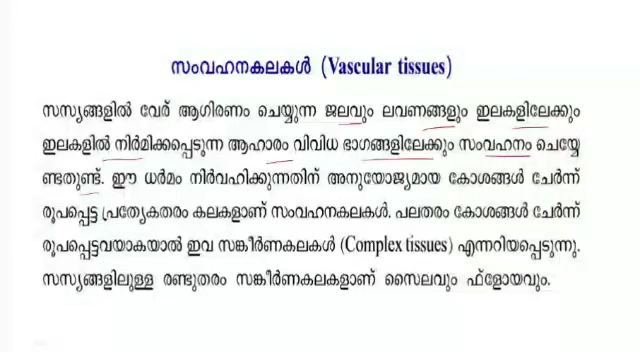 സംവഹനകലകൾ (Vascular tissues)
സസ്യങ്ങളിൽ വേര് ആഗിരണം ചെയ്യുന്ന ജലവും ലവണങ്ങളും ഇലകളിലേക്കും
ഇലകളിൽ നിർമിക്കപ്പെടുന്ന ആഹാരം വിവിധ ഭാഗങ്ങളിലേക്കും സംവഹനം ചെയ്യേ
ണ്ടതുണ്ട്. ഈ ധർമം നിർവഹിക്കുന്നതിന് അനുയോജ്യമായ കോശങ്ങൾ ചേർന്ന്
രൂപപ്പെട്ട പ്രത്യേകതരം കലകളാണ് സംവഹനകലകൾ. പലതരം കോശങ്ങൾ ചേർന്ന്
രൂപപ്പെട്ടവയാകയാൽ ഇവ സങ്കീർണകലകൾ (Complex tissues) എന്നറിയപ്പെടുന്നു.
സസ്യങ്ങളിലുള്ള രണ്ടുതരം സങ്കീർണകലകളാണ് സൈലവും ഫ്ളോയവും.